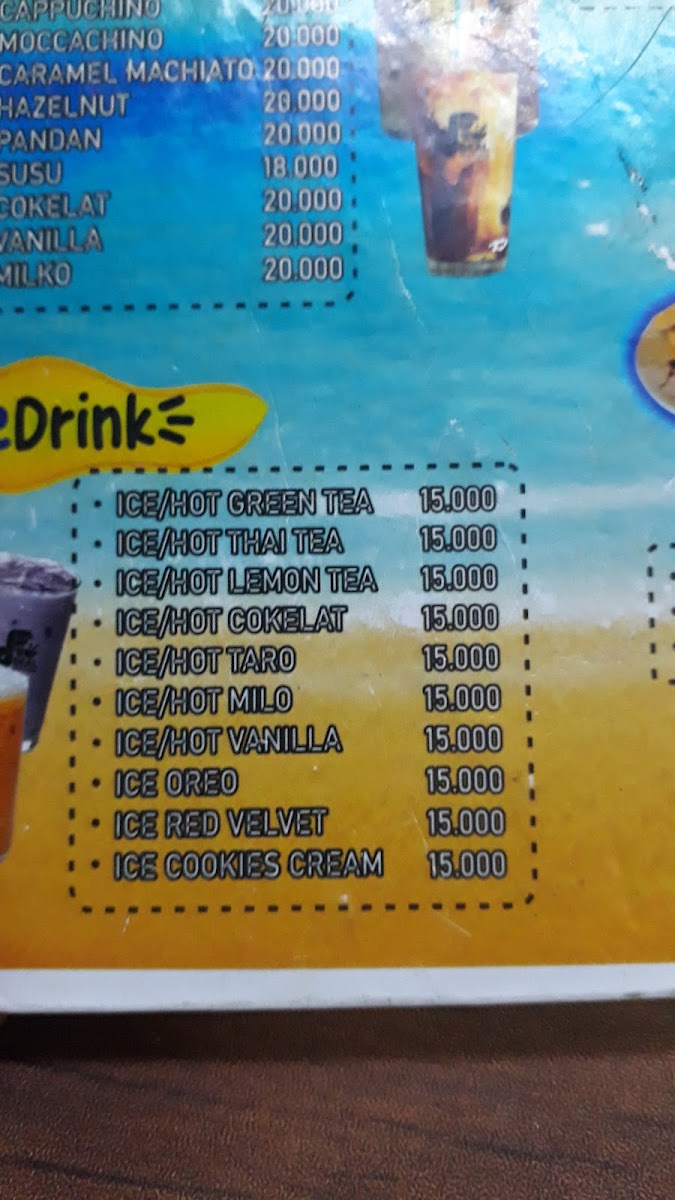 CAPPUCHINO 20.000
MOCCACHINO 20.000
CARAMEL MACHIATO 20.000
HAZELNUT 20.000
PANDAN 20.000
SUSU 18.000
COKELAT 20.000
VANILLA 20.000
MILKO 20.000
eDrink
• ICE/HOT GREEN TEA 15.000
• ICE/HOT THAI TEA 15.000
• ICE/HOT LEMON TEA 15.000
• ICE/HOT COKELAT 15.000
• ICE/HOT TARO 15.000
• ICE/HOT MILO 15.000
• ICE/HOT VANILLA 15.000
• ICE OREO 15.000
• ICE RED VELVET 15.000
• ICE COOKIES CREAM 15.000